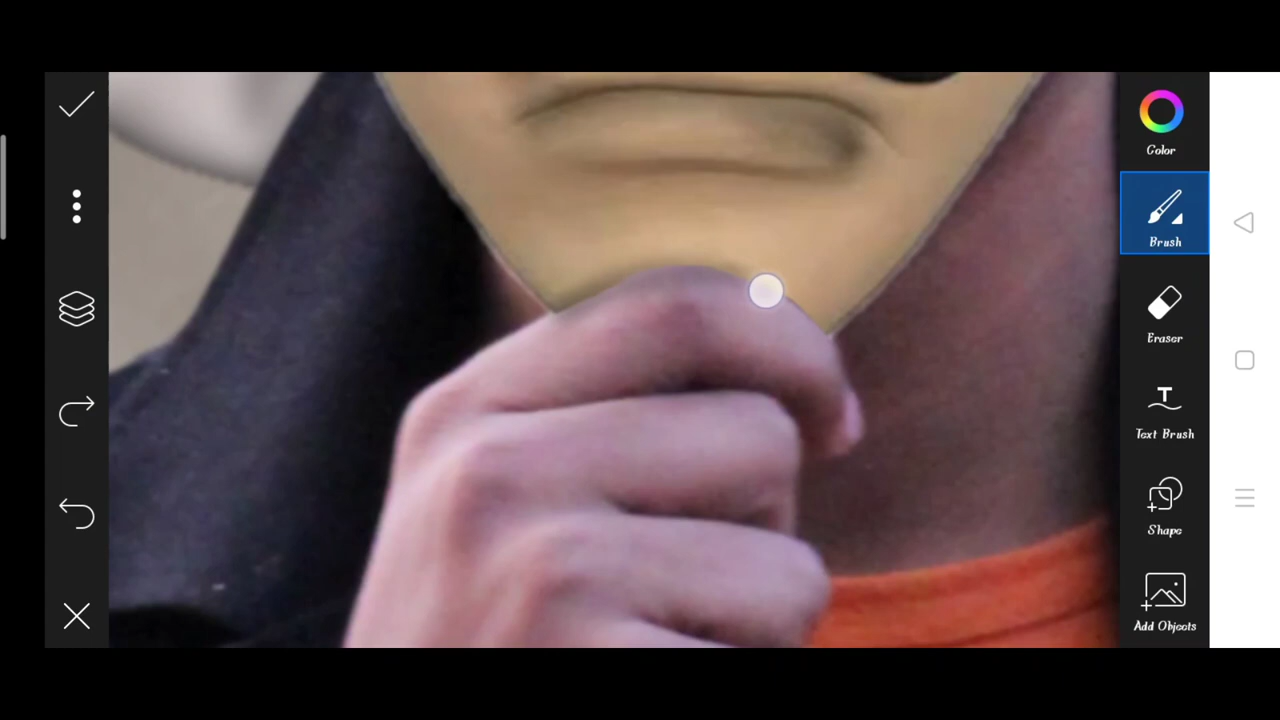 Color
Brush
Eraser
Text Brush
Shape
Add Objects